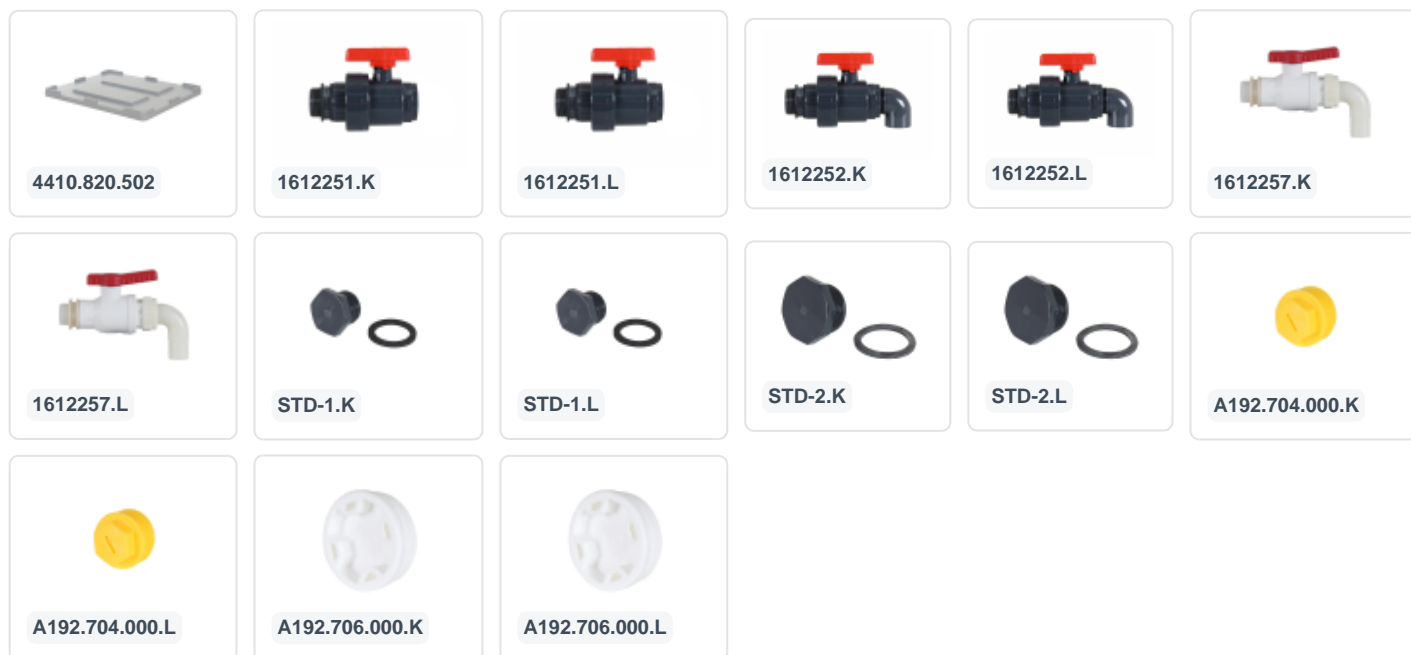 4410.820.502
1612251.K
1612251.L
1612252.K
1612252.L
1612257.K
1612257.L
STD-1.K
STD-1.L
STD-2.K
STD-2.L
A192.704.000.K
A192.704.000.L
A192.706.000.K
A192.706.000.L